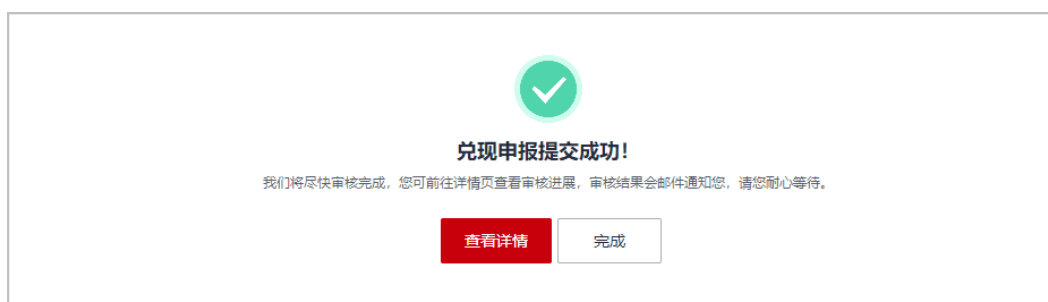 兑现申报提交成功！
我们将尽快审核完成，您可前往详情页查看审核进展，审核结果会邮件通知您，请您耐心等待。
查看详情
完成